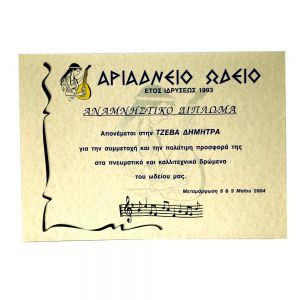 ΑΡΙΑΔΝΕΙΟ ΩΔΕΙΟ
ΕΤΟΣ ΙΔΡΥΣΕΩΣ 1993
ΑΝΑΜΝΗΣΤΙΚΟ ΔΙΠΛΩΜΑ
Απονέμεται στην ΤΖΕΒΑ ΔΗΜΗΤΡΑ
για την συμμετοχή και την πολύτιμη προσφορά της
στα πνευματικά και καλλιτεχνικά δρώμενα
του ωδείου μας.
Μεταμόρφωση 8 & 9 Μαΐου 2004